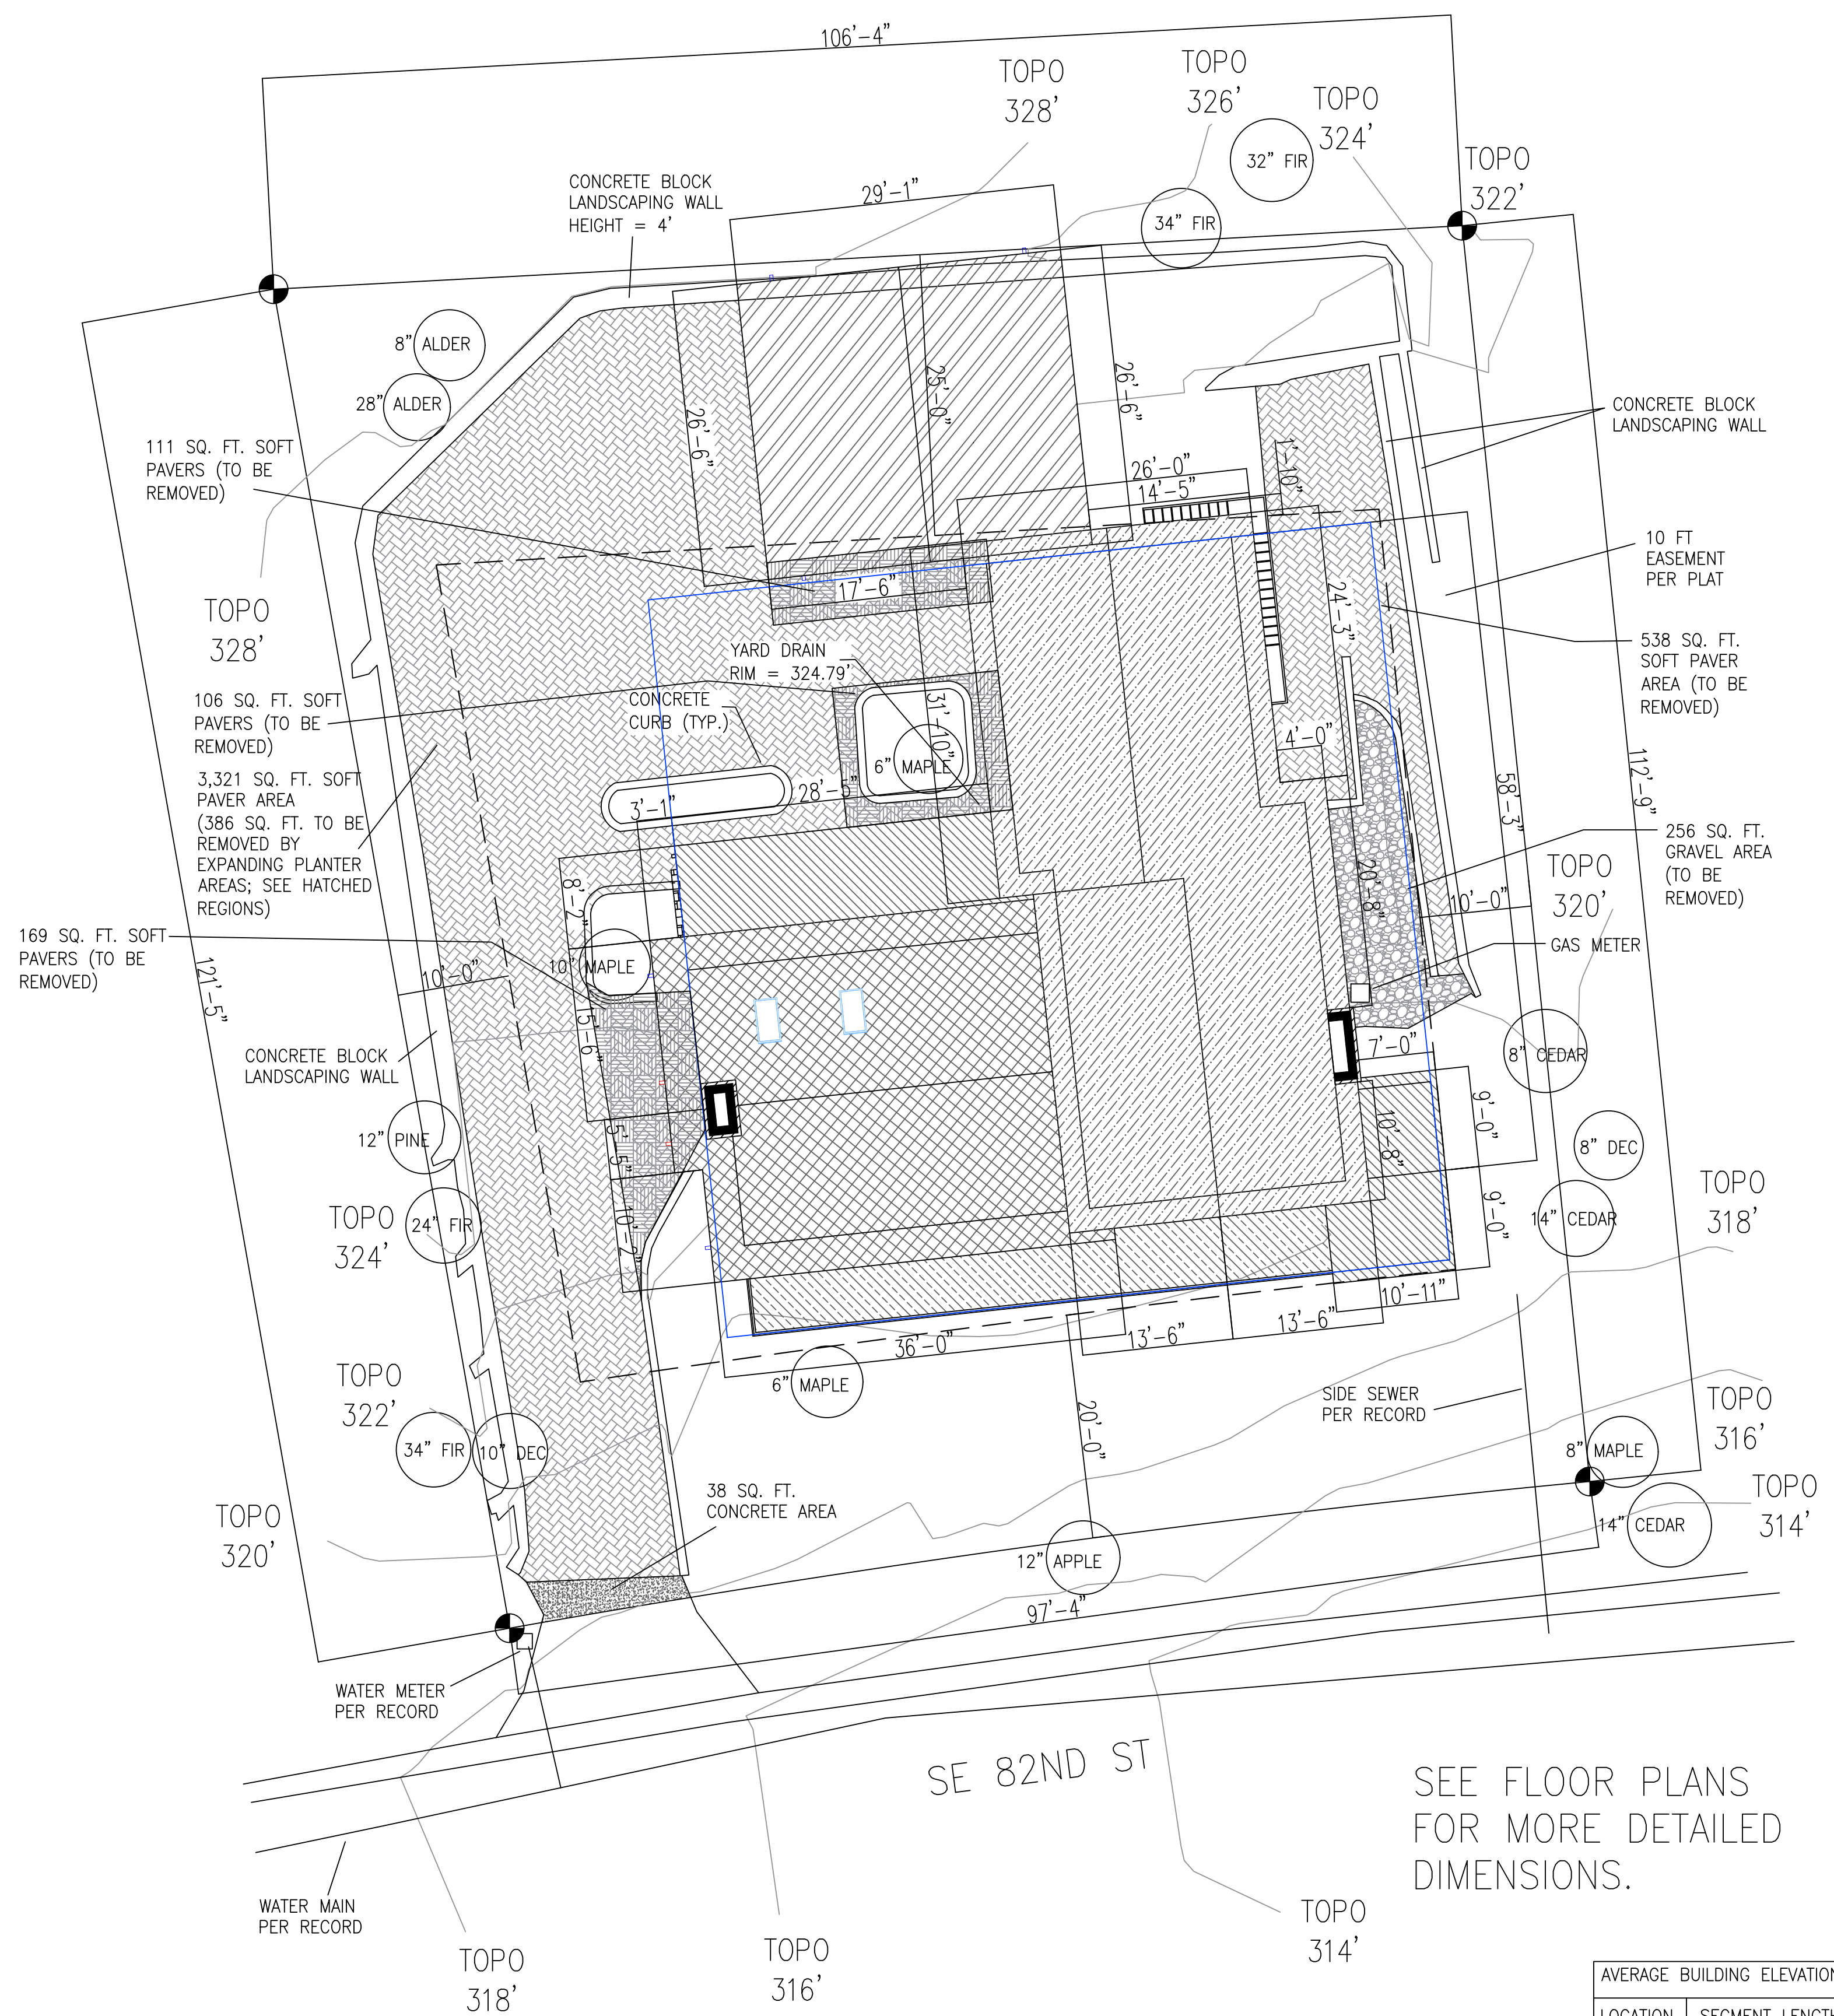 106'-4"
TOPO
328'
TOPO
326'
TOPO
324'
TOPO
322'
32" FIR
34" FIR
CONCRETE BLOCK
LANDSCAPING WALL
HEIGHT = 4'
29'-1"
8" ALDER
28" ALDER
26'-6"
25'-0"
26'-6"
CONCRETE BLOCK
LANDSCAPING WALL
111 SQ. FT. SOFT
PAVERS (TO BE
REMOVED)
26'-0"
14'-5"
1'-10"
10 FT
EASEMENT
PER PLAT
TOPO
328'
17'-6"
24'-3"
538 SQ. FT.
SOFT PAVER
AREA (TO BE
REMOVED)
YARD DRAIN
RIM = 324.79'
106 SQ. FT. SOFT
PAVERS (TO BE
REMOVED)
CONCRETE
CURB (TYP.)
31'-10"
6" MAPLE
4'-0"
3,321 SQ. FT. SOFT
PAVER AREA
(386 SQ. FT. TO BE
REMOVED BY
EXPANDING PLANTER
AREAS; SEE HATCHED
REGIONS)
3'-1"
28'-5"
58'-3"
112'-9"
256 SQ. FT.
GRAVEL AREA
(TO BE
REMOVED)
8'-2"
20'-8"
10'-0"
TOPO
320'
GAS METER
169 SQ. FT. SOFT
PAVERS (TO BE
REMOVED)
10' MAPLE
121'-5"
10'-0"
15'-6"
7'-0"
8" CEDAR
CONCRETE BLOCK
LANDSCAPING WALL
12" PINE
5'-5"
10'-8"
9'-0"
8" DEC
TOPO
318'
TOPO
324'
24" FIR
10'-2"
9'-0"
14" CEDAR
10'-11"
13'-6"
13'-6"
36'-0"
TOPO
322'
6" MAPLE
20'-0"
SIDE SEWER
PER RECORD
TOPO
316'
34" FIR
10" DEC
8" MAPLE
38 SQ. FT.
CONCRETE AREA
TOPO
320'
TOPO
314'
14" CEDAR
12" APPLE
97'-4"
WATER METER
PER RECORD
SE 82ND ST
SEE FLOOR PLANS
FOR MORE DETAILED
DIMENSIONS.
WATER MAIN
PER RECORD
TOPO
318'
TOPO
316'
TOPO
314'
AVERAGE BUILDING ELEVATION
LOCATION SEGMENT LENGTH